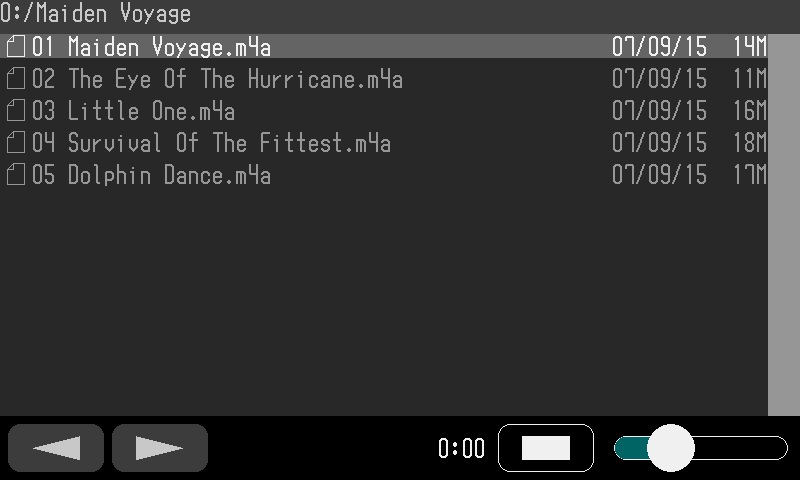 0:/Maiden Voyage
01 Maiden Voyage.m4a 07/09/15 14M
02 The Eye Of The Hurricane.m4a 07/09/15 11M
03 Little One.m4a 07/09/15 16M
04 Survival Of The Fittest.m4a 07/09/15 18M
05 Dolphin Dance.m4a 07/09/15 17M
0:00